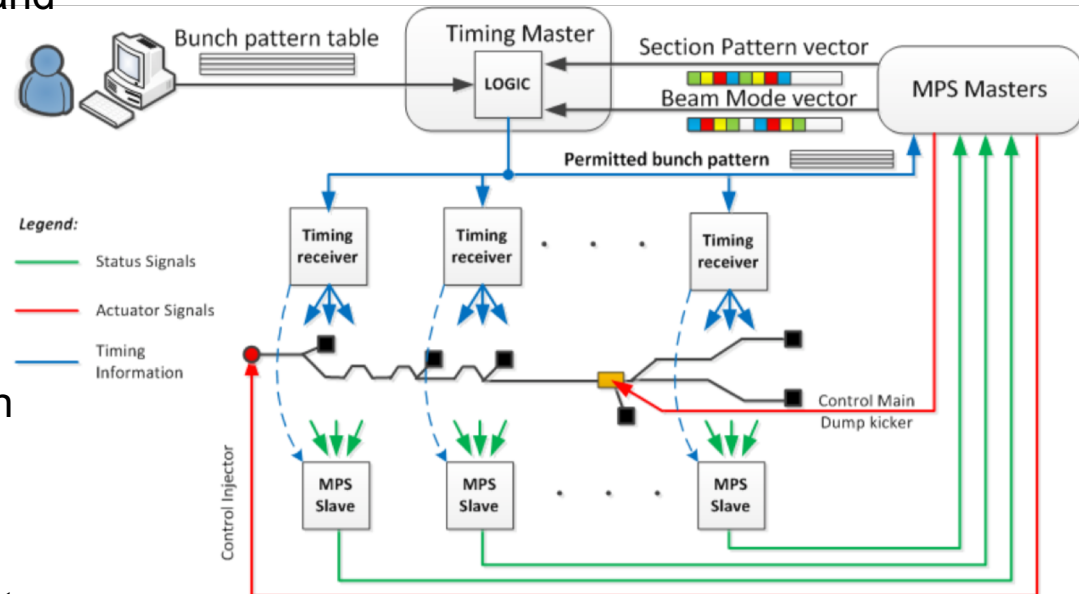 and
Timing Master
Bunch pattern table
LOGIC
Section Pattern vector
Beam Mode vector
MPS Masters
Permitted bunch pattern
Legend:
Status Signals
Actuator Signals
Timing
Information
Timing
receiver
Timing
receiver
. . .
Timing
receiver
n
Control Main
Dump kicker
Control Injector
MPS
Slave
MPS
Slave
. . .
MPS
Slave